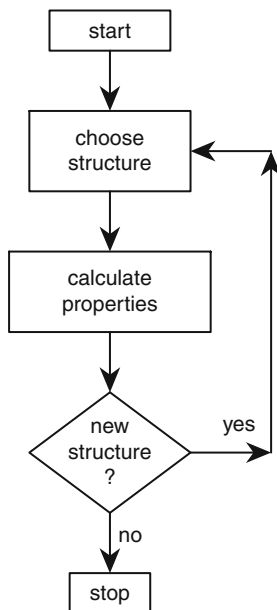 start
choose
structure
calculate
properties
new
structure
?
yes
no
stop